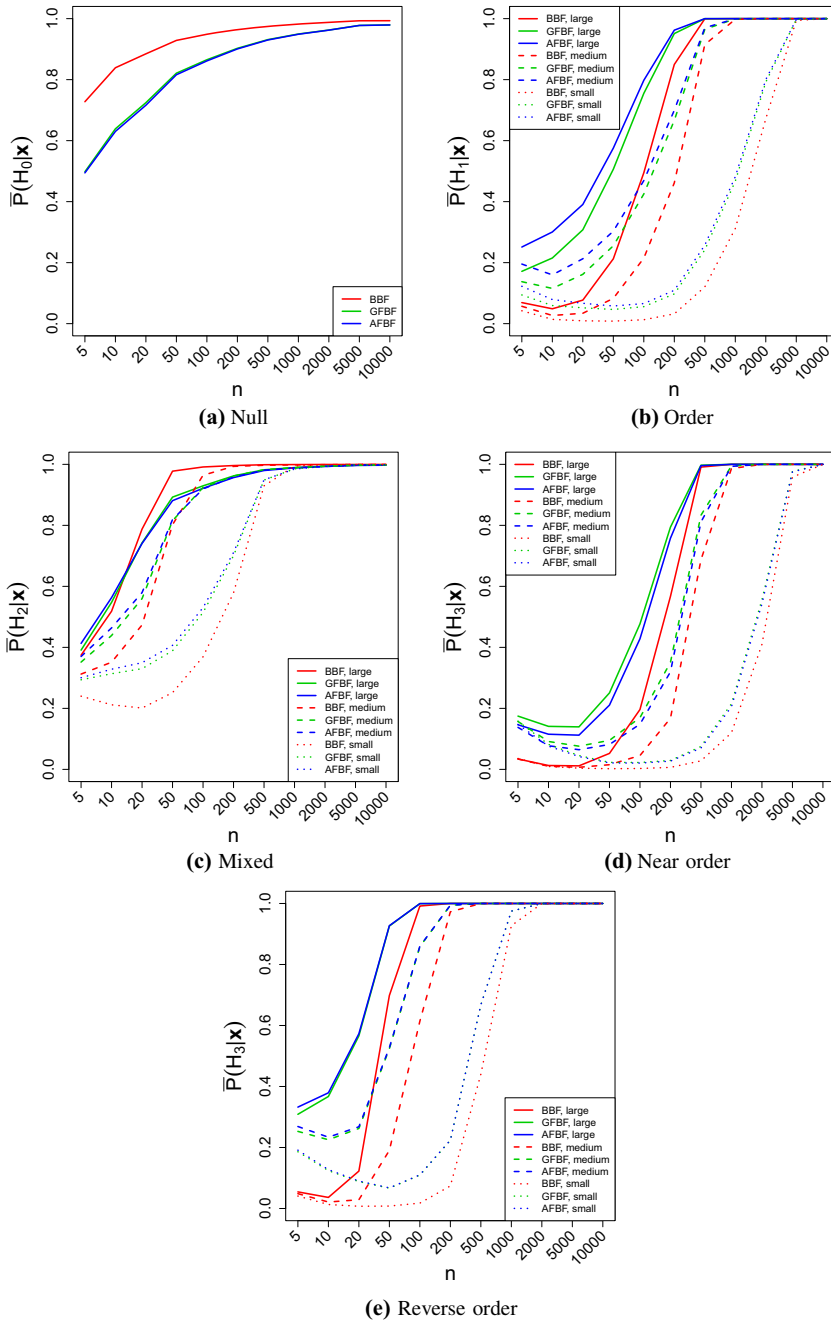 P̅(H₀|x)
1.0
0.8
0.6
0.4
0.2
0.0
BBF
GFBF
AFBF
5 10 20 50 100 200 500 1000 2000 5000 10000
n
(a) Null
P̅(H₁|x)
1.0
0.8
0.6
0.4
0.2
0.0
BBF, large
GFBF, large
AFBF, large
BBF, medium
GFBF, medium
AFBF, medium
BBF, small
GFBF, small
AFBF, small
5 10 20 50 100 200 500 1000 2000 5000 10000
n
(b) Order
P̅(H₂|x)
1.0
0.8
0.6
0.4
0.2
0.0
BBF, large
GFBF, large
AFBF, large
BBF, medium
GFBF, medium
AFBF, medium
BBF, small
GFBF, small
AFBF, small
5 10 20 50 100 200 500 1000 2000 5000 10000
n
(c) Mixed
P̅(H₃|x)
1.0
0.8
0.6
0.4
0.2
0.0
BBF, large
GFBF, large
AFBF, large
BBF, medium
GFBF, medium
AFBF, medium
BBF, small
GFBF, small
AFBF, small
5 10 20 50 100 200 500 1000 2000 5000 10000
n
(d) Near order
P̅(H₃|x)
1.0
0.8
0.6
0.4
0.2
0.0
BBF, large
GFBF, large
AFBF, large
BBF, medium
GFBF, medium
AFBF, medium
BBF, small
GFBF, small
AFBF, small
5 10 20 50 100 200 500 1000 2000 5000 10000
n
(e) Reverse order